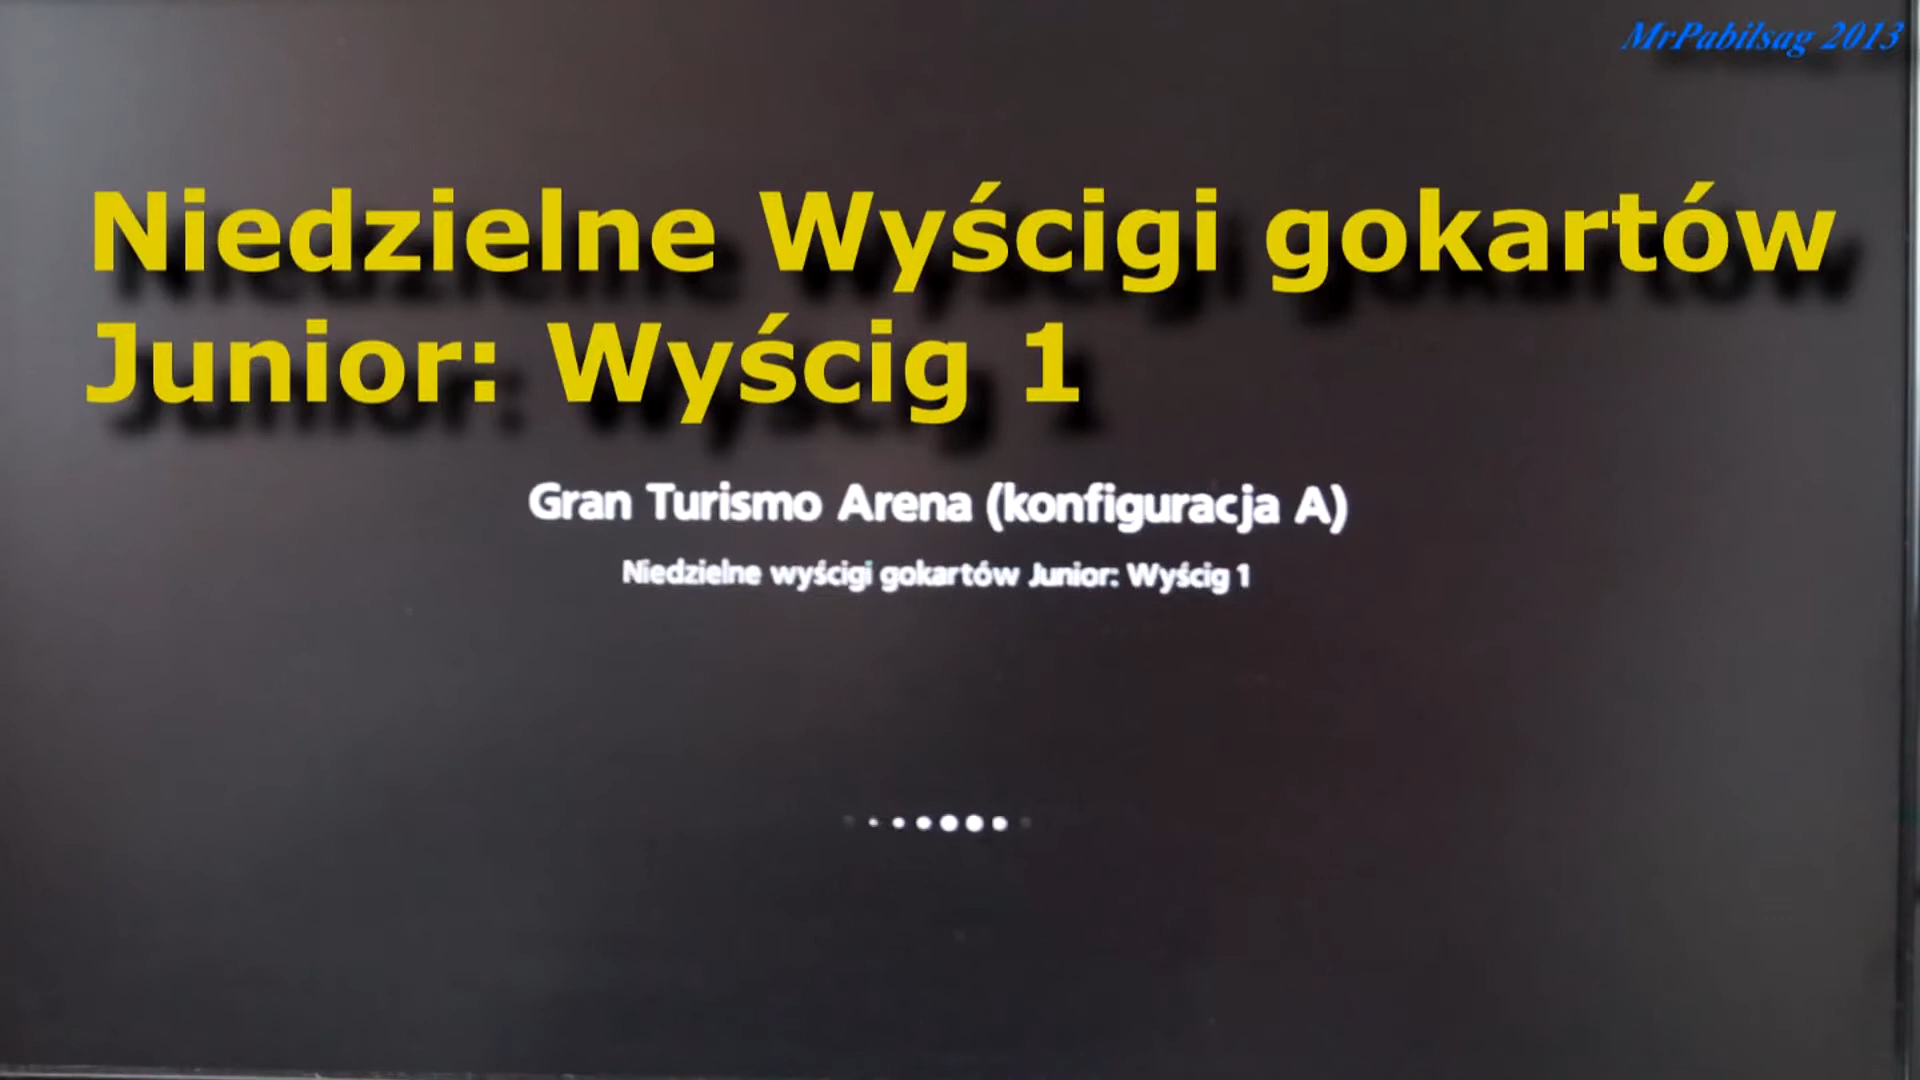 MrPabilsag 2013
Niedzielne Wyścigi gokartów
Junior: Wyścig 1
Gran Turismo Arena (konfiguracja A)
Niedzielne wyścigi gokartów Junior: Wyścig 1